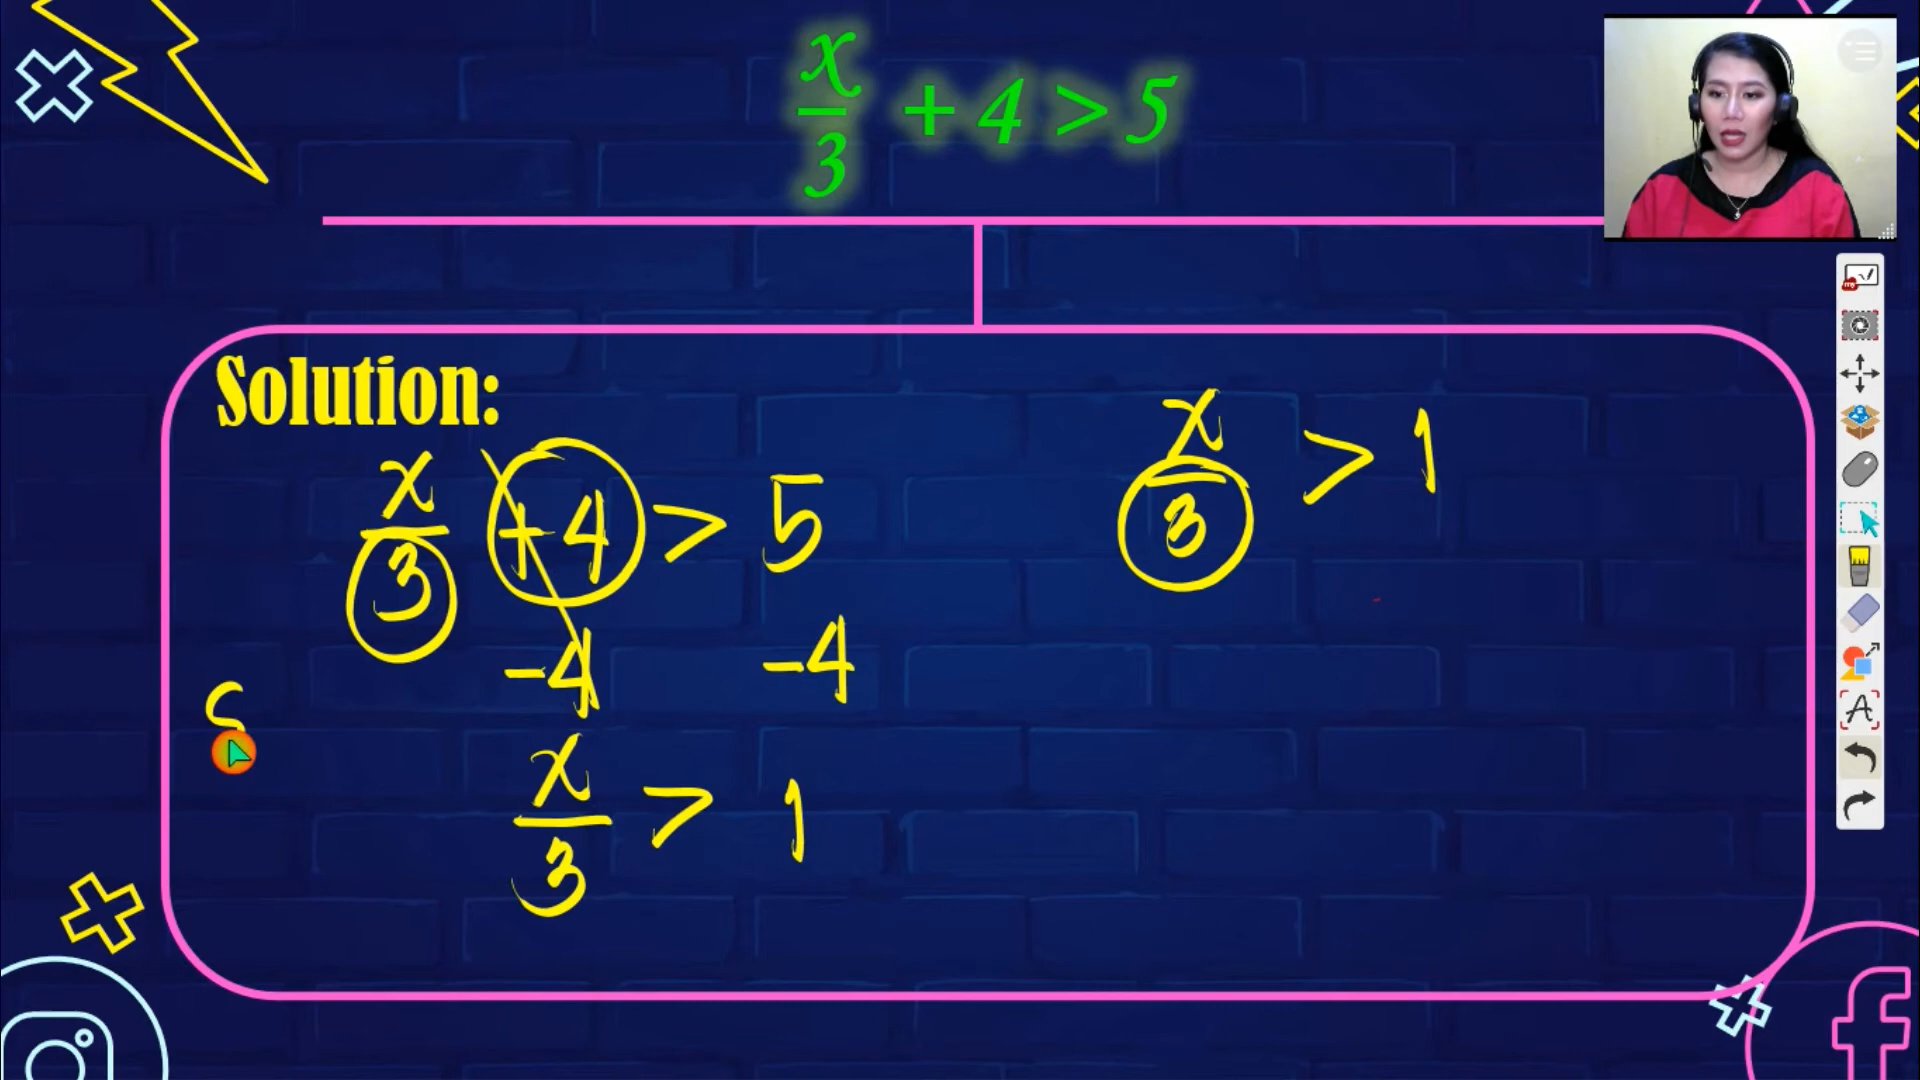 x/3 + 4 > 5
Solution:
x/3 + 4 > 5
-4 -4
x/3 > 1
x/3 > 1